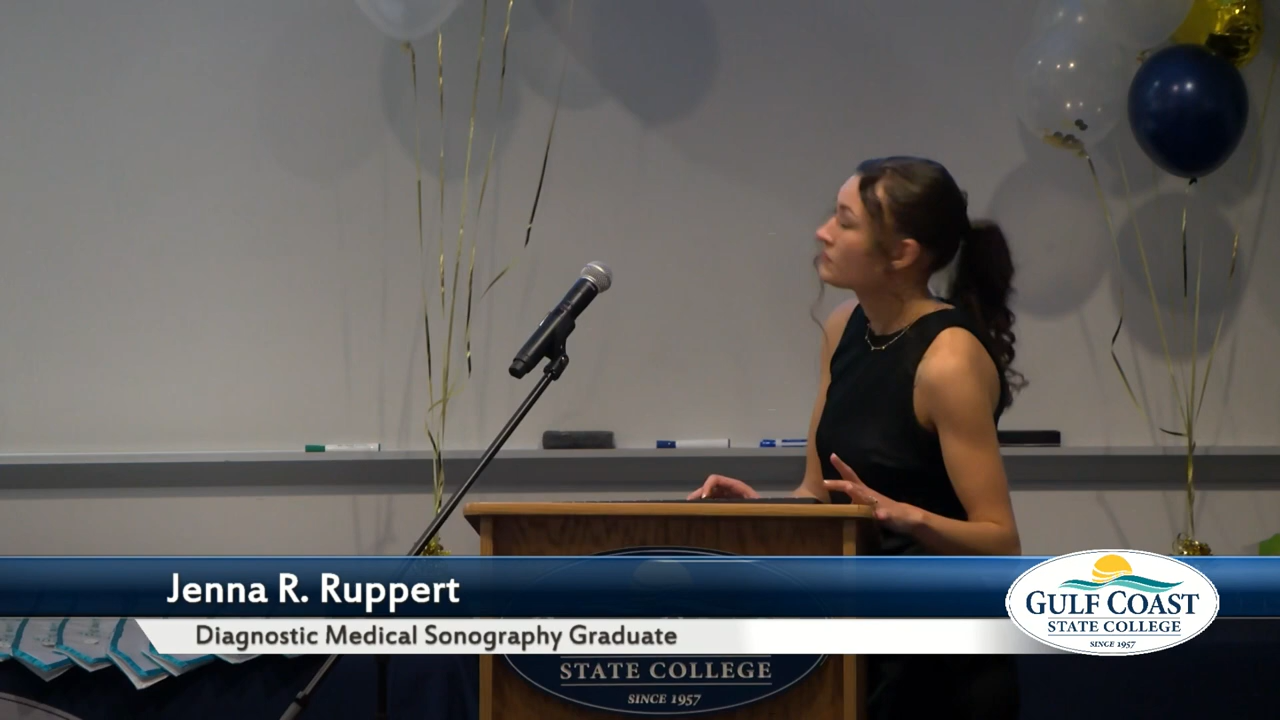 Jenna R. Ruppert
Diagnostic Medical Sonography Graduate
GULF COAST
STATE COLLEGE
SINCE 1957
STATE COLLEGE
SINCE 1957